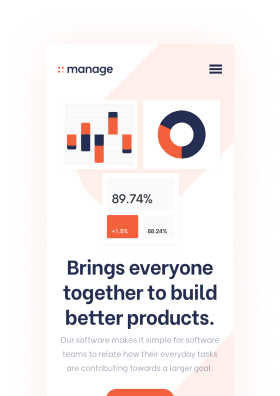 manage
89.74%
+1.5%
88.24%
Brings everyone
together to build
better products.
Our software makes it simple for software
teams to relate how their everyday tasks
are contributing towards a larger goal.